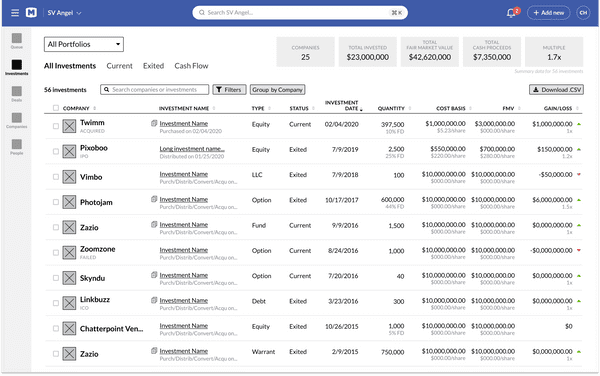 M SV Angel Search SV Angel... ⌘K 2 + Add new CH
All Portfolios
COMPANIES TOTAL INVESTED TOTAL FAIR MARKET VALUE TOTAL CASH PROCEEDS MULTIPLE
25 $23,000,000 $42,620,000 $7,350,000 1.7x
Summary data for 56 investments
Queue
Investments
Deals
Companies
People
All Investments Current Exited Cash Flow
56 investments Search companies or investments Filters Group by Company Download .CSV
COMPANY INVESTMENT NAME TYPE STATUS INVESTMENT DATE QUANTITY COST BASIS FMV GAIN/LOSS
Twimm Investment Name Equity Current 02/04/2020 397,500 $1,000,000.00 $3,000,000.00 $1,000,000.00
ACQUIRED Purchased on 02/04/2020 10% FD $5.23/share $000.00/share 1x
Pixoboo Long investment name... Equity Exited 7/9/2019 2,500 $550,000.00 $700,000.00 $150,000.00
IPO Distributed on 01/25/2020 25% FD $220.00/share $280.00/share 1.2x
Vimbo Investment Name LLC Exited 7/9/2018 100 $10,000,000.00 $10,000,000.00 -$50,000.00
Purch/Distrib/Convert/Acqu on... $000.00/share $000.00/share
Photojam Investment Name Option Exited 10/17/2017 600,000 $10,000,000.00 $10,000,000.00 $6,000,000.00
Purch/Distrib/Convert/Acqu on... 44% FD $000.00/share $000.00/share 1.5x
Zazio Investment Name Fund Current 9/9/2016 1,500 $10,000,000.00 $10,000,000.00 $0,000,000.00
Purch/Distrib/Convert/Acqu on... $000.00/share $000.00/share 1x
Zoomzone Investment Name Option Current 8/24/2016 1,000 $10,000,000.00 $10,000,000.00 -$0,000,000.00
FAILED Purch/Distrib/Convert/Acqu on... $000.00/share $000.00/share
Skyndu Investment Name Option Current 7/20/2016 40 $10,000,000.00 $10,000,000.00 $0,000,000.00
Purch/Distrib/Convert/Acqu on... $000.00/share $000.00/share 1x
Linkbuzz Investment Name Debt Exited 3/23/2016 300 $10,000,000.00 $10,000,000.00 $0,000,000.00
ICO Purch/Distrib/Convert/Acqu on... $000.00/share $000.00/share 1x
Chatterpoint Ven... Investment Name Equity Exited 10/26/2015 1,000 $10,000,000.00 $10,000,000.00 $0
Purch/Distrib/Convert/Acqu on... 5% FD $000.00/share $000.00/share
Zazio Investment Name Warrant Exited 2/9/2015 750,000 $10,000,000.00 $10,000,000.00 $0,000,000.00
Purch/Distrib/Convert/Acqu on... $000.00/share $000.00/share 1x